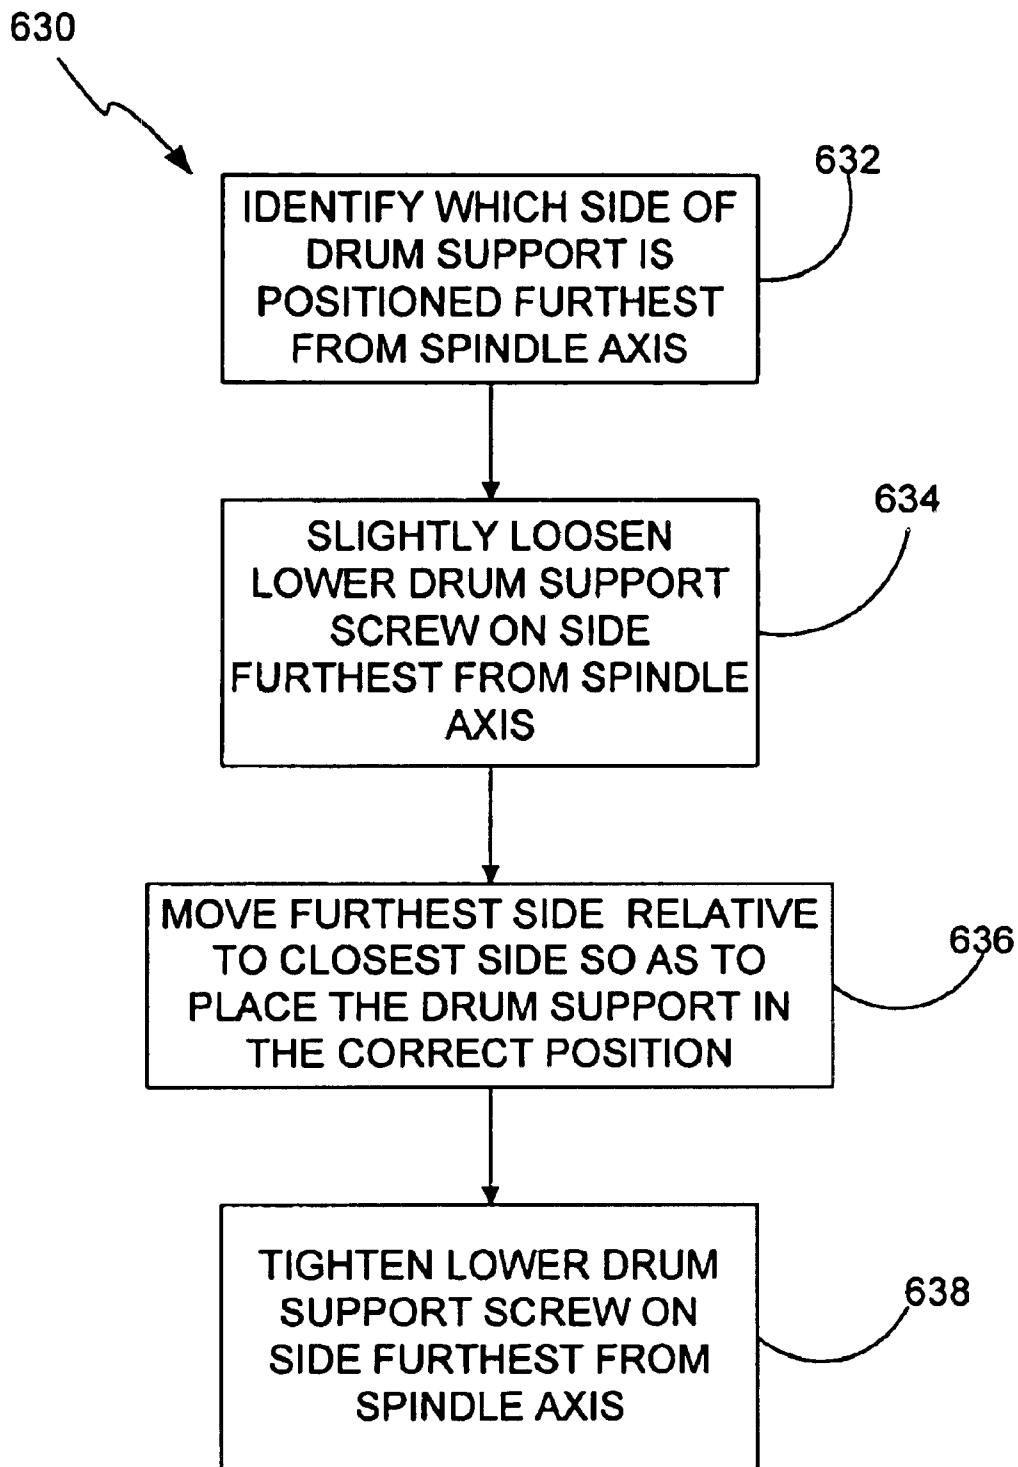 630
632
IDENTIFY WHICH SIDE OF
DRUM SUPPORT IS
POSITIONED FURTHEST
FROM SPINDLE AXIS
634
SLIGHTLY LOOSEN
LOWER DRUM SUPPORT
SCREW ON SIDE
FURTHEST FROM SPINDLE
AXIS
MOVE FURTHEST SIDE RELATIVE
TO CLOSEST SIDE SO AS TO
PLACE THE DRUM SUPPORT IN
THE CORRECT POSITION
636
TIGHTEN LOWER DRUM
SUPPORT SCREW ON
SIDE FURTHEST FROM
SPINDLE AXIS
638